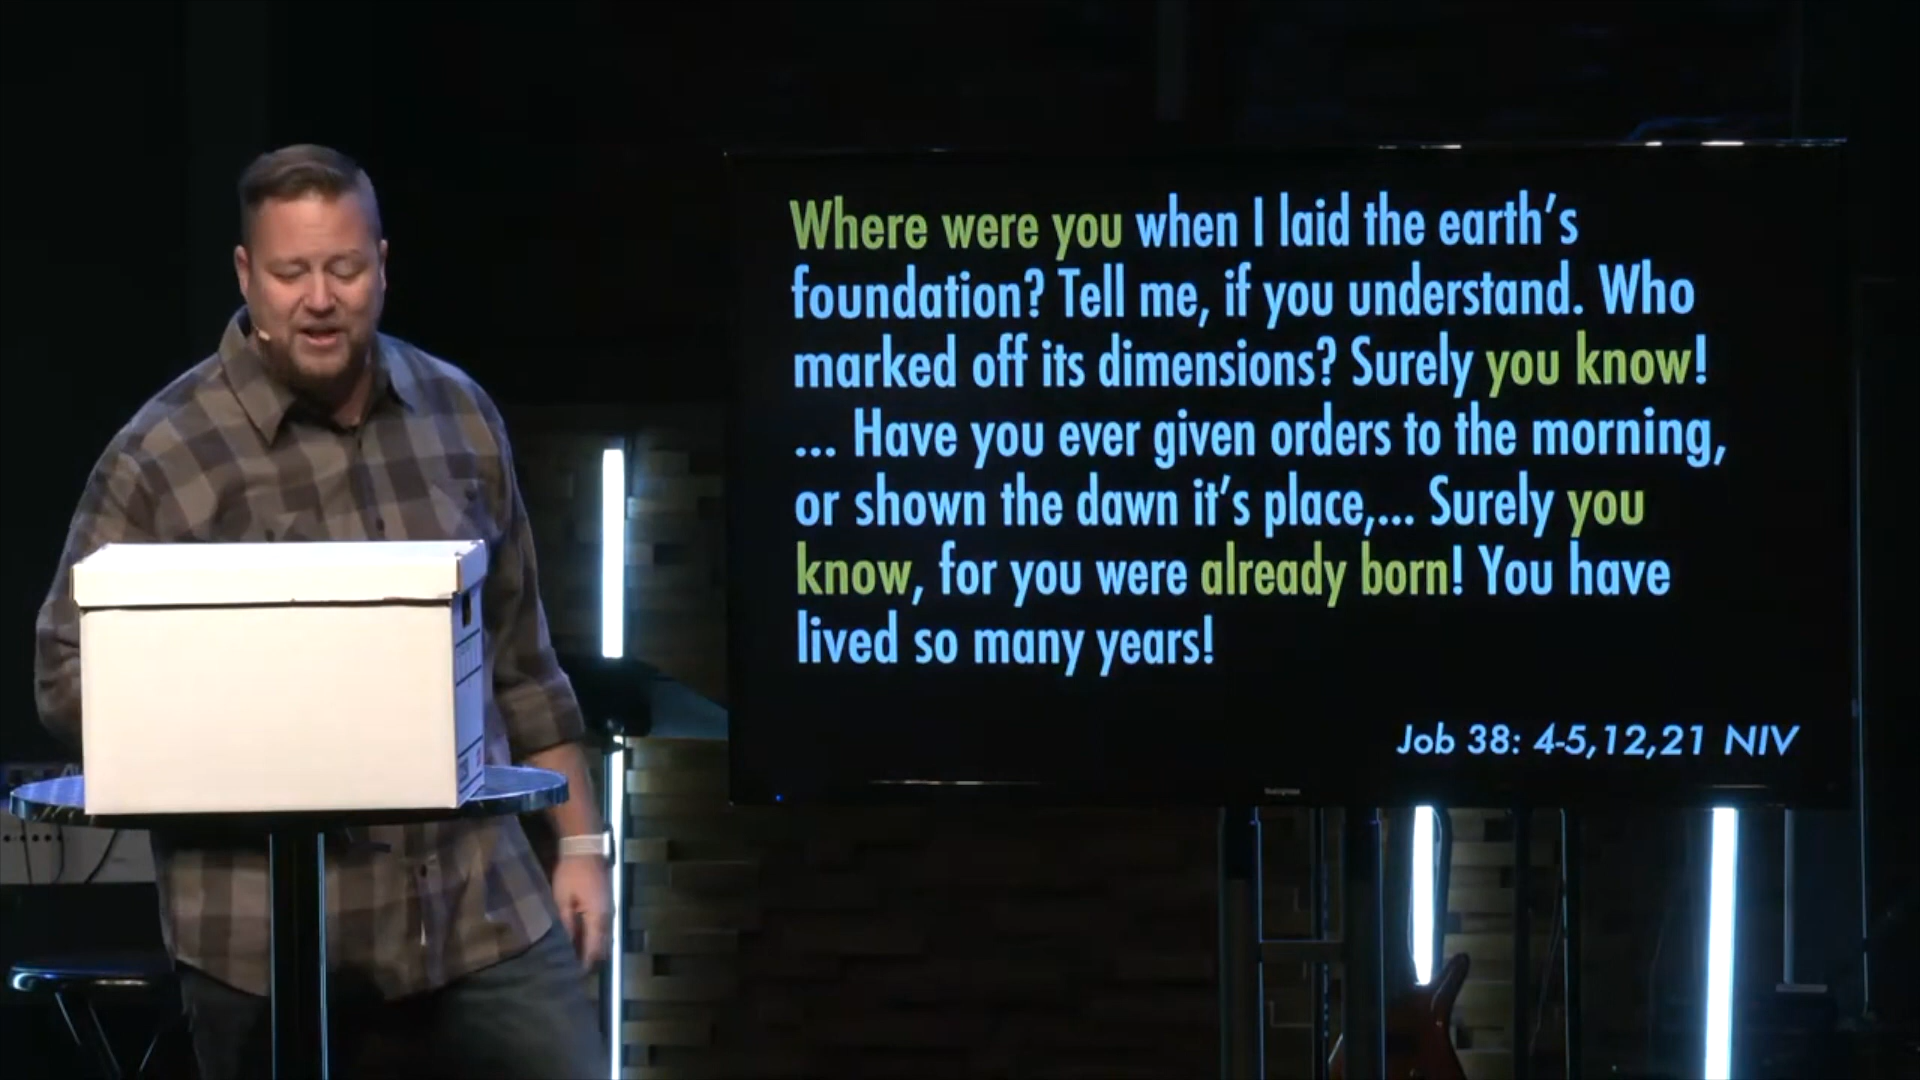 Where were you when I laid the earth's
foundation? Tell me, if you understand. Who
marked off its dimensions? Surely you know!
... Have you ever given orders to the morning,
or shown the dawn it's place,... Surely you
know, for you were already born! You have
lived so many years!
Job 38: 4-5,12,21 NIV